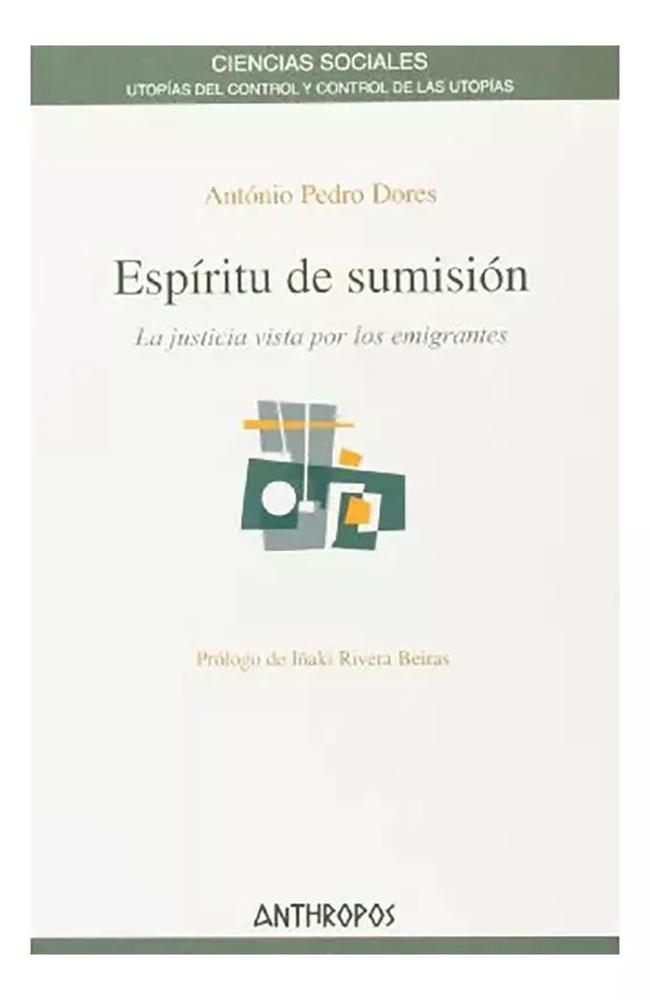 CIENCIAS SOCIALES
UTOPÍAS DEL CONTROL Y CONTROL DE LAS UTOPÍAS
António Pedro Dores
Espíritu de sumisión
La justicia vista por los emigrantes
Prólogo de Iñaki Rivera Beiras
ANTHROPOS